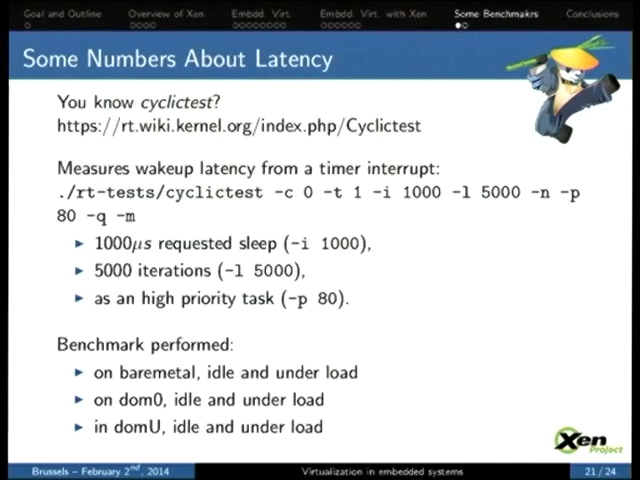 Goal and Outline Overview of Xen Embdd. Virt. Embdd. Virt. with Xen Some Benchmakrs Conclusions
Some Numbers About Latency
You know cyclictest?
https://rt.wiki.kernel.org/index.php/Cyclictest
Measures wakeup latency from a timer interrupt:
./rt-tests/cyclictest -c 0 -t 1 -i 1000 -l 5000 -n -p
80 -q -m
▶ 1000μs requested sleep (-i 1000),
▶ 5000 iterations (-l 5000),
▶ as an high priority task (-p 80).
Benchmark performed:
▶ on baremetal, idle and under load
▶ on dom0, idle and under load
▶ in domU, idle and under load
Xen
Project
Brussels – February 2nd, 2014 Virtualization in embedded systems 21 / 24